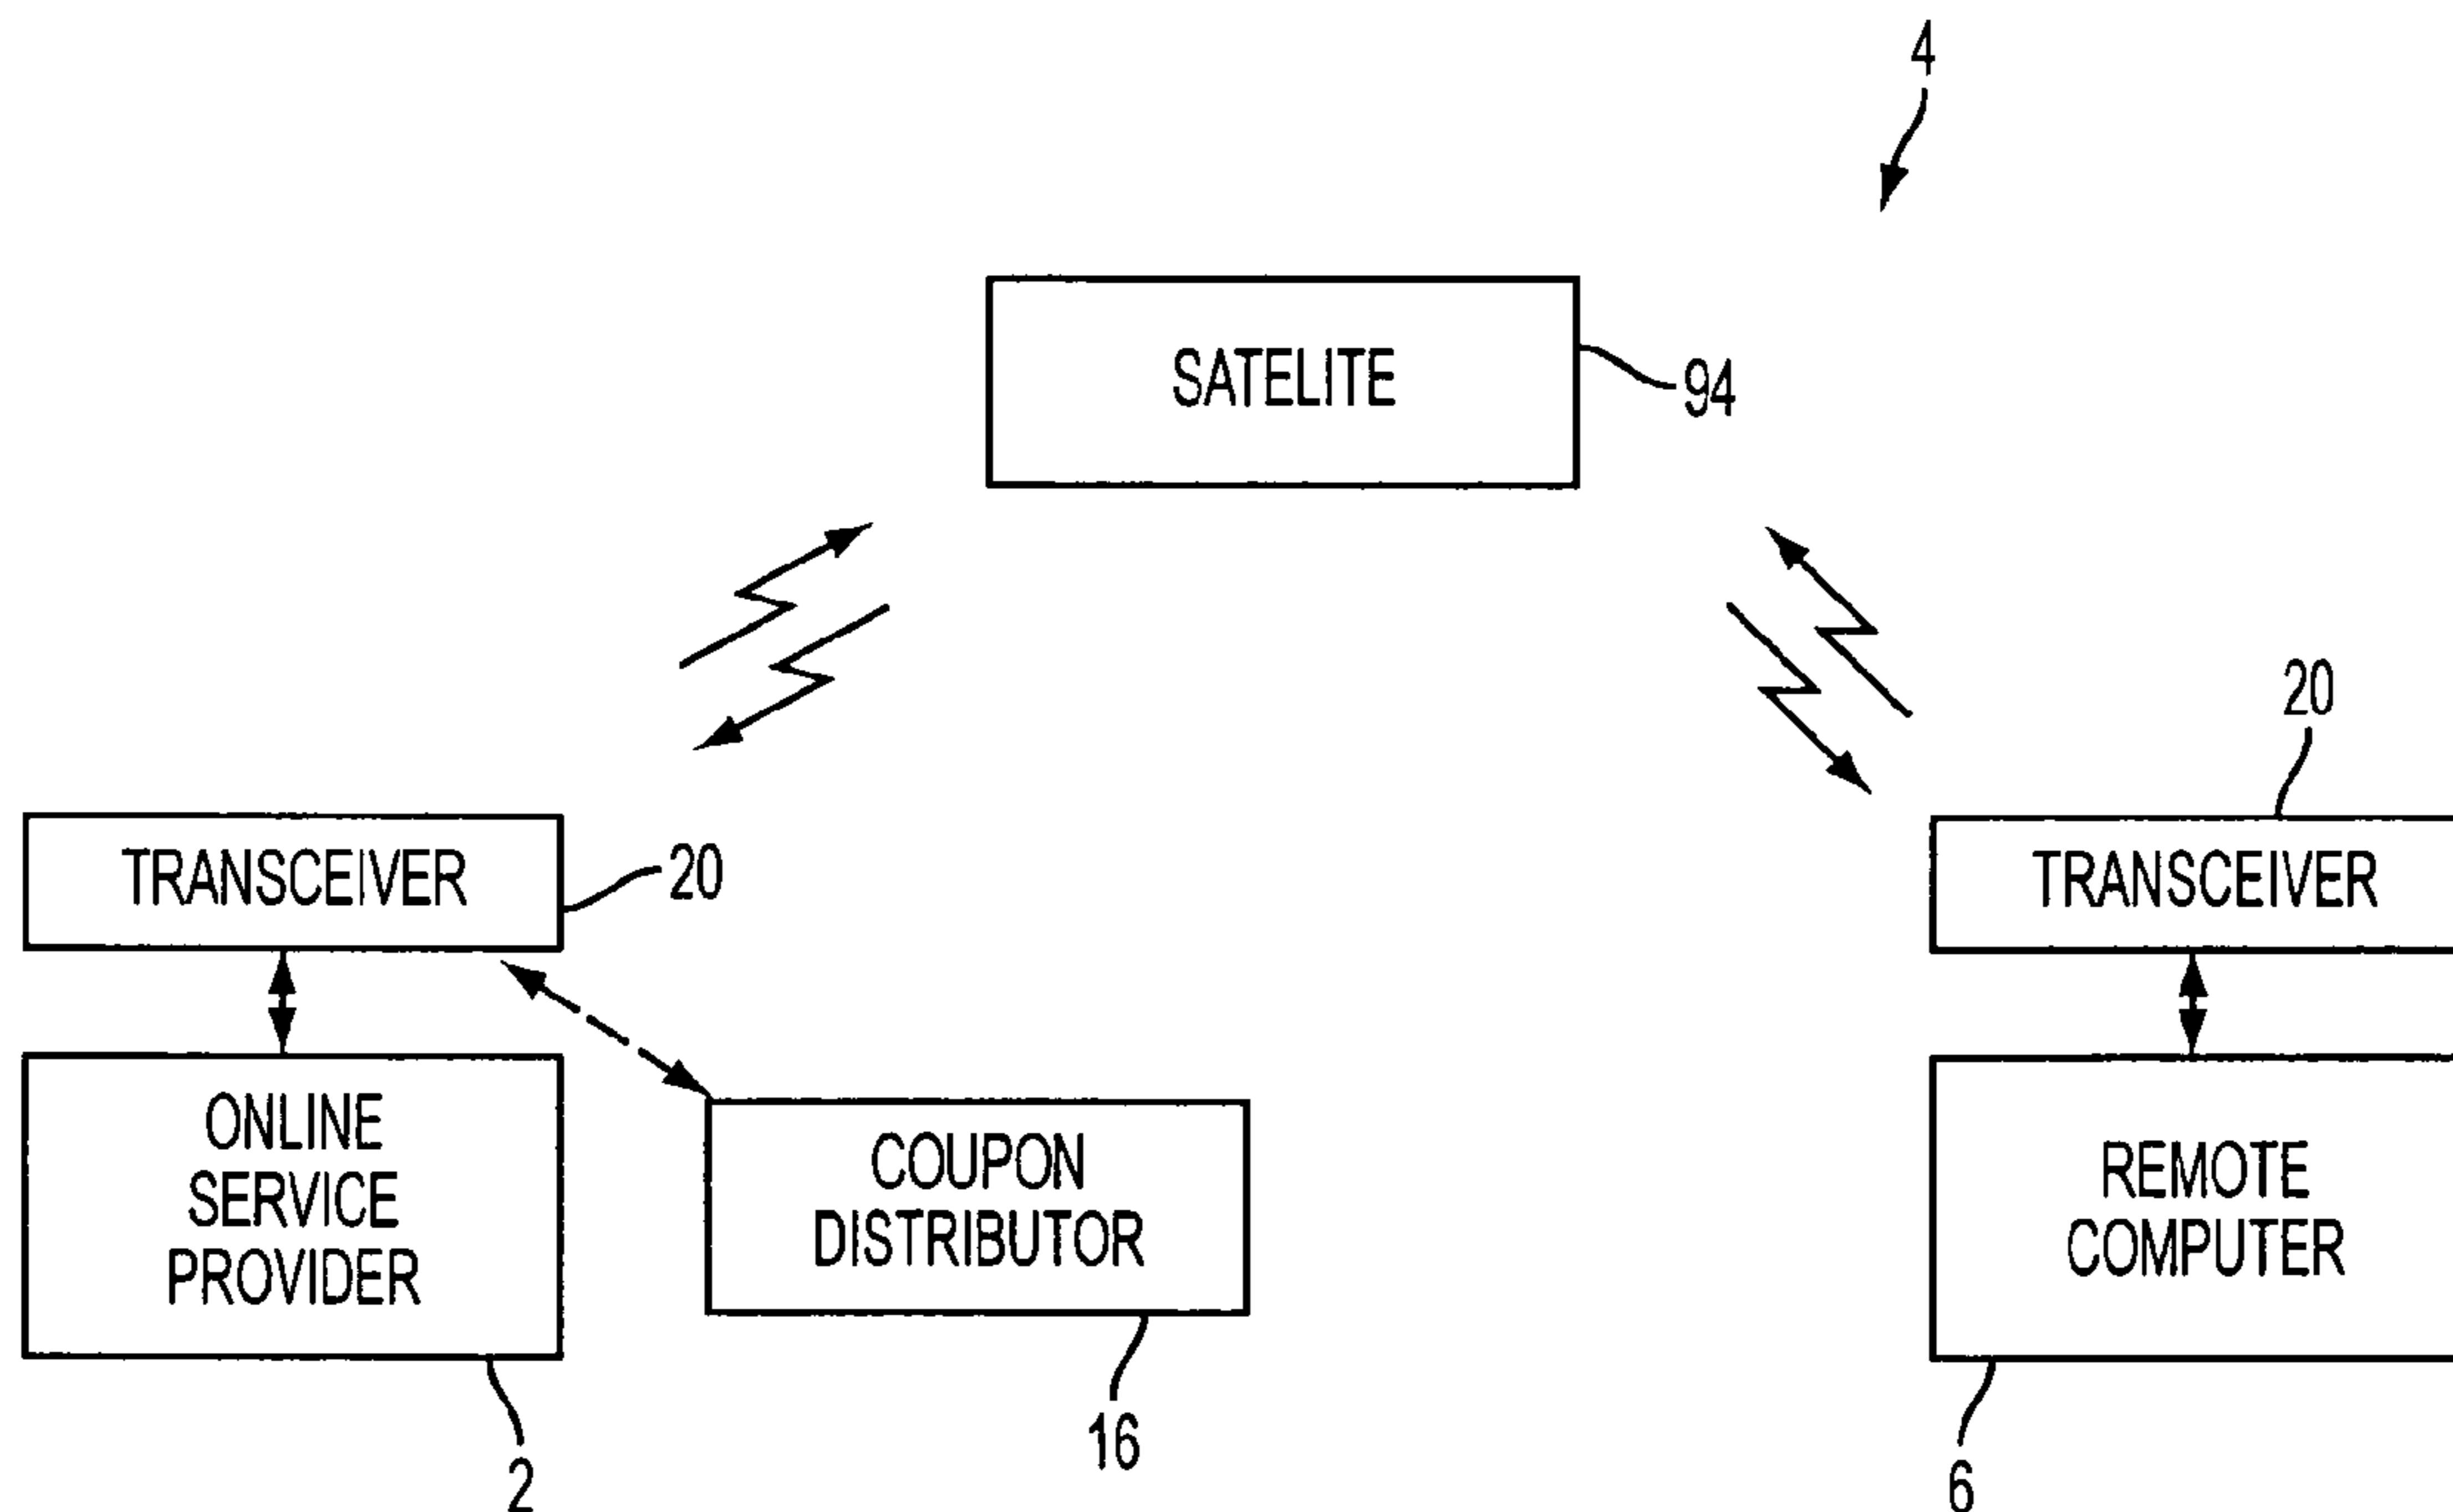 4
SATELITE
94
20
TRANSCEIVER
20
TRANSCEIVER
ONLINE
SERVICE
PROVIDER
COUPON
DISTRIBUTOR
REMOTE
COMPUTER
16
2
6